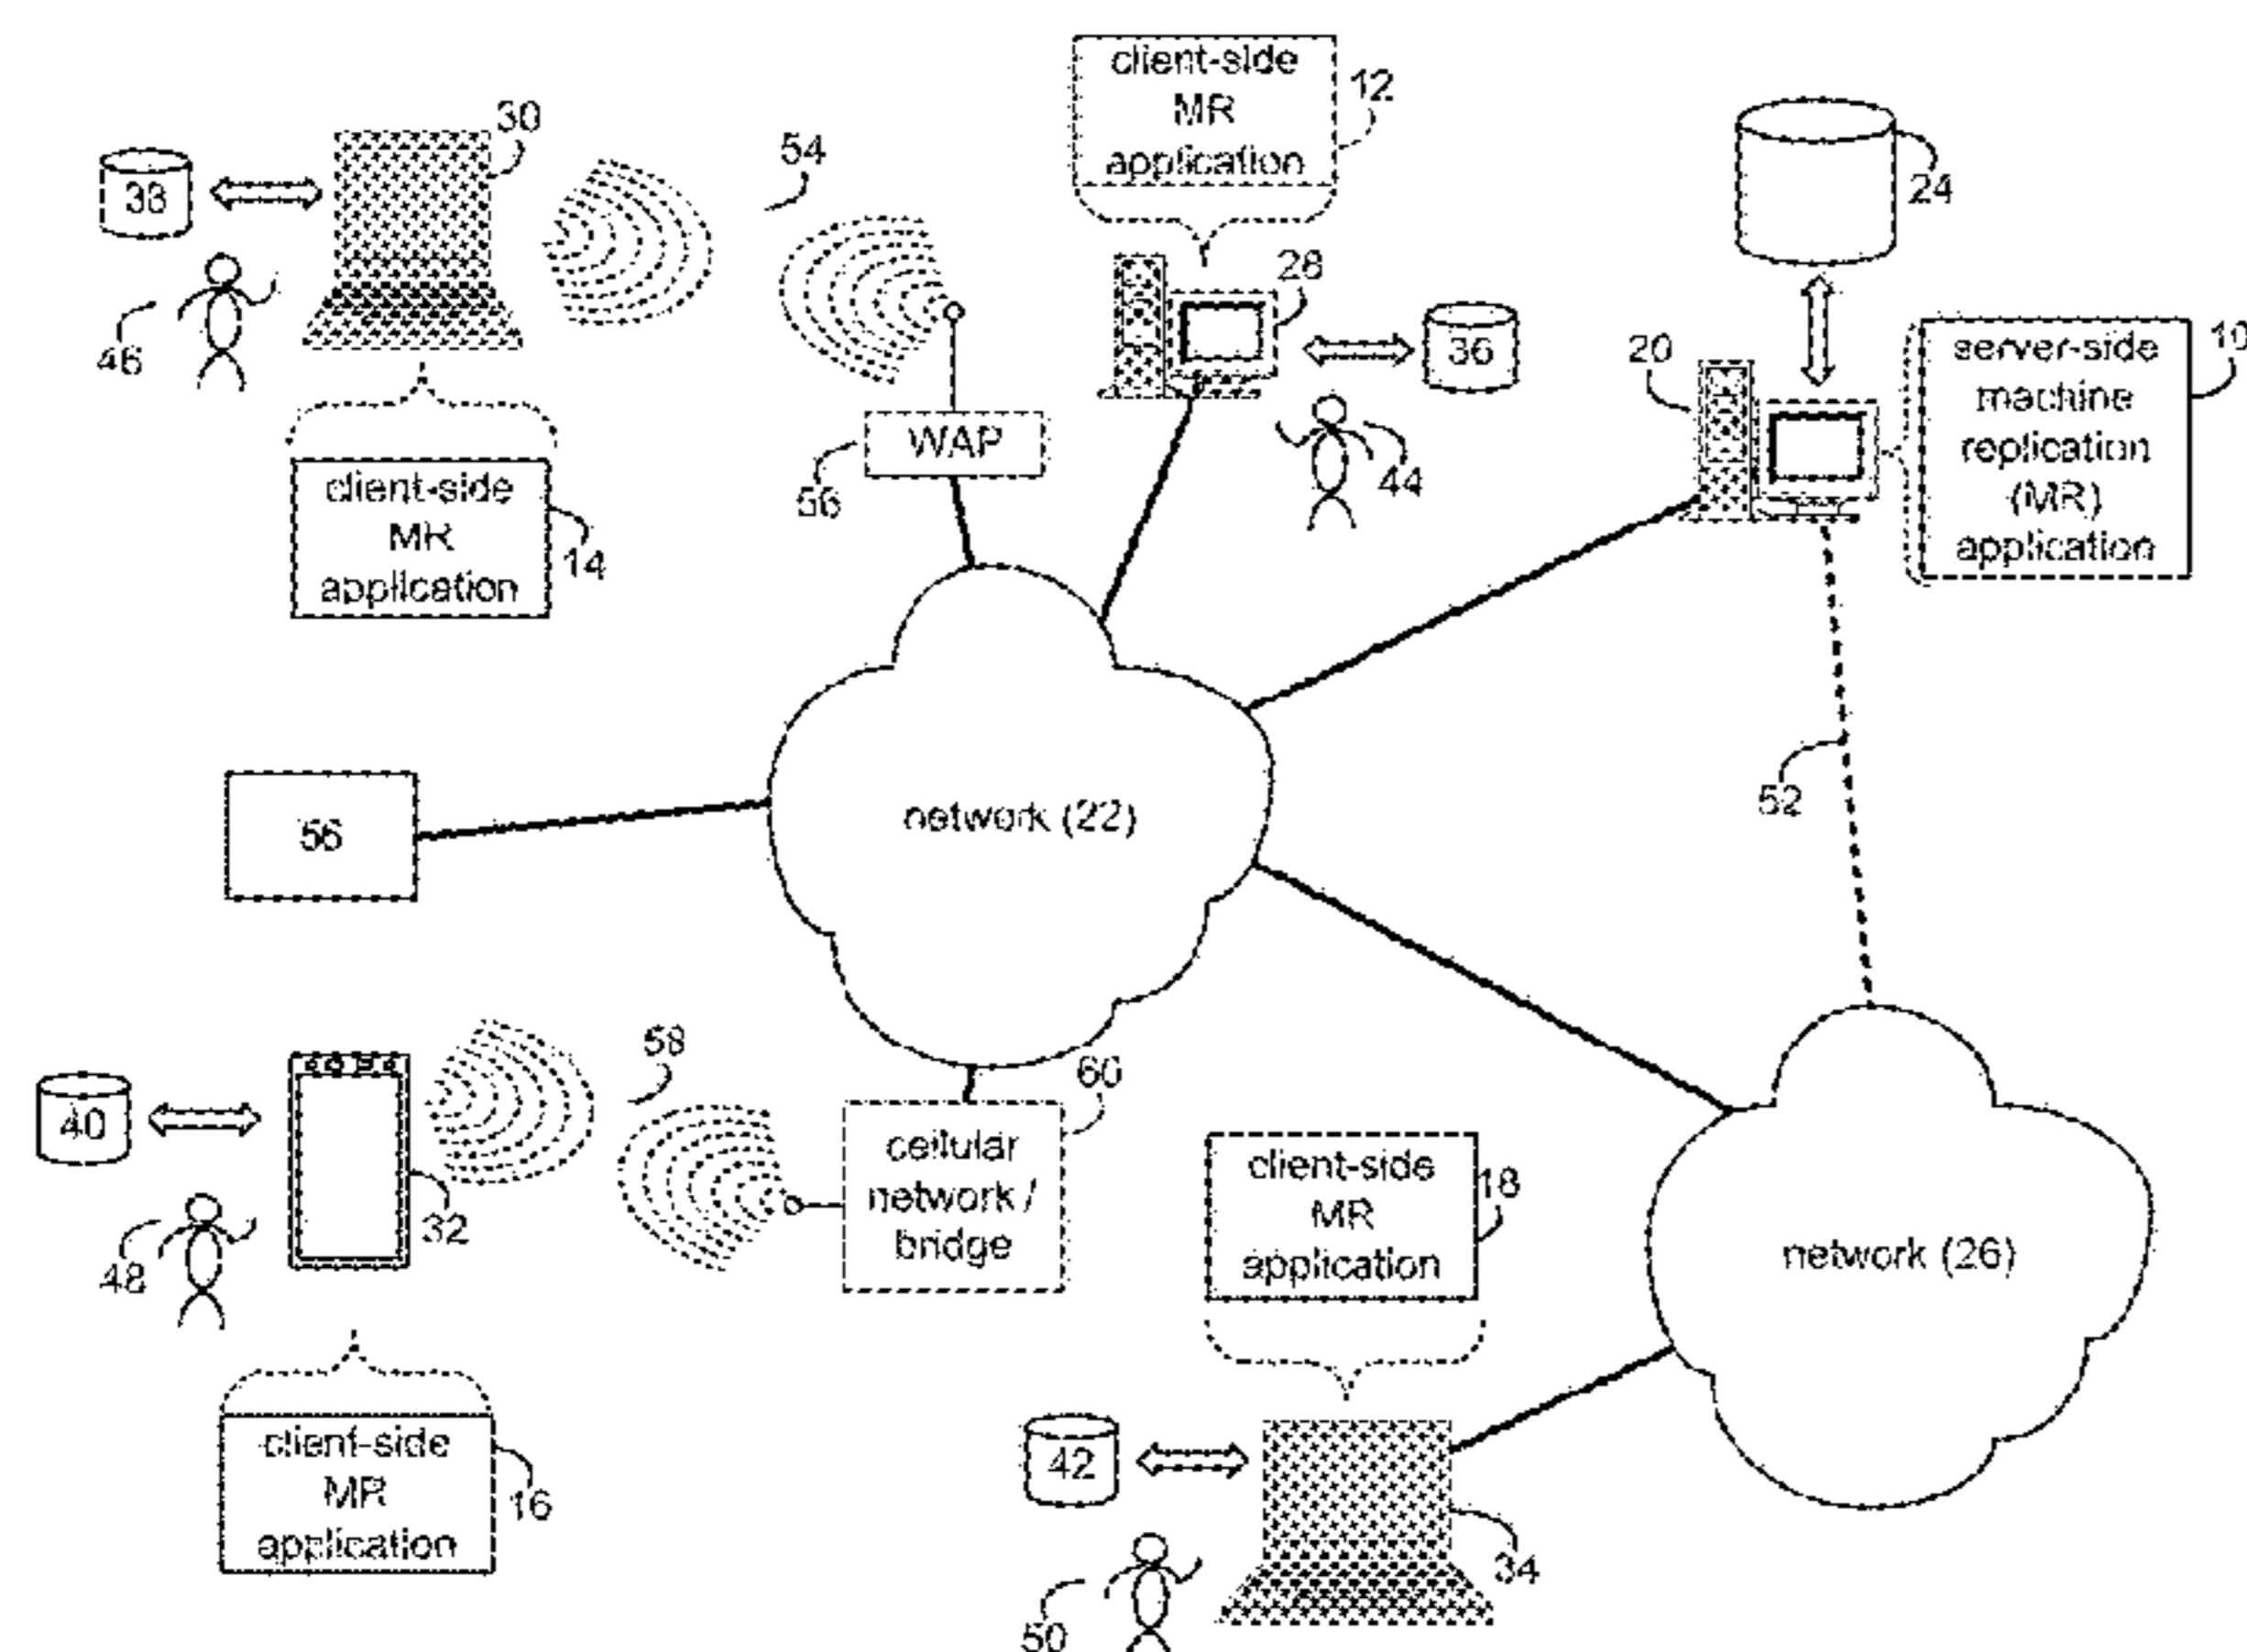 client-side
MR
application
12
30
54
38
24
28
46
36
20
server-side
machine
replication
(MR)
application
10
WAP
56
44
client-side
MR
application
14
52
56
network (22)
58
60
40
cellular
network /
bridge
client-side
MR
application
18
32
48
network (26)
client-side
MR
application
16
42
34
50